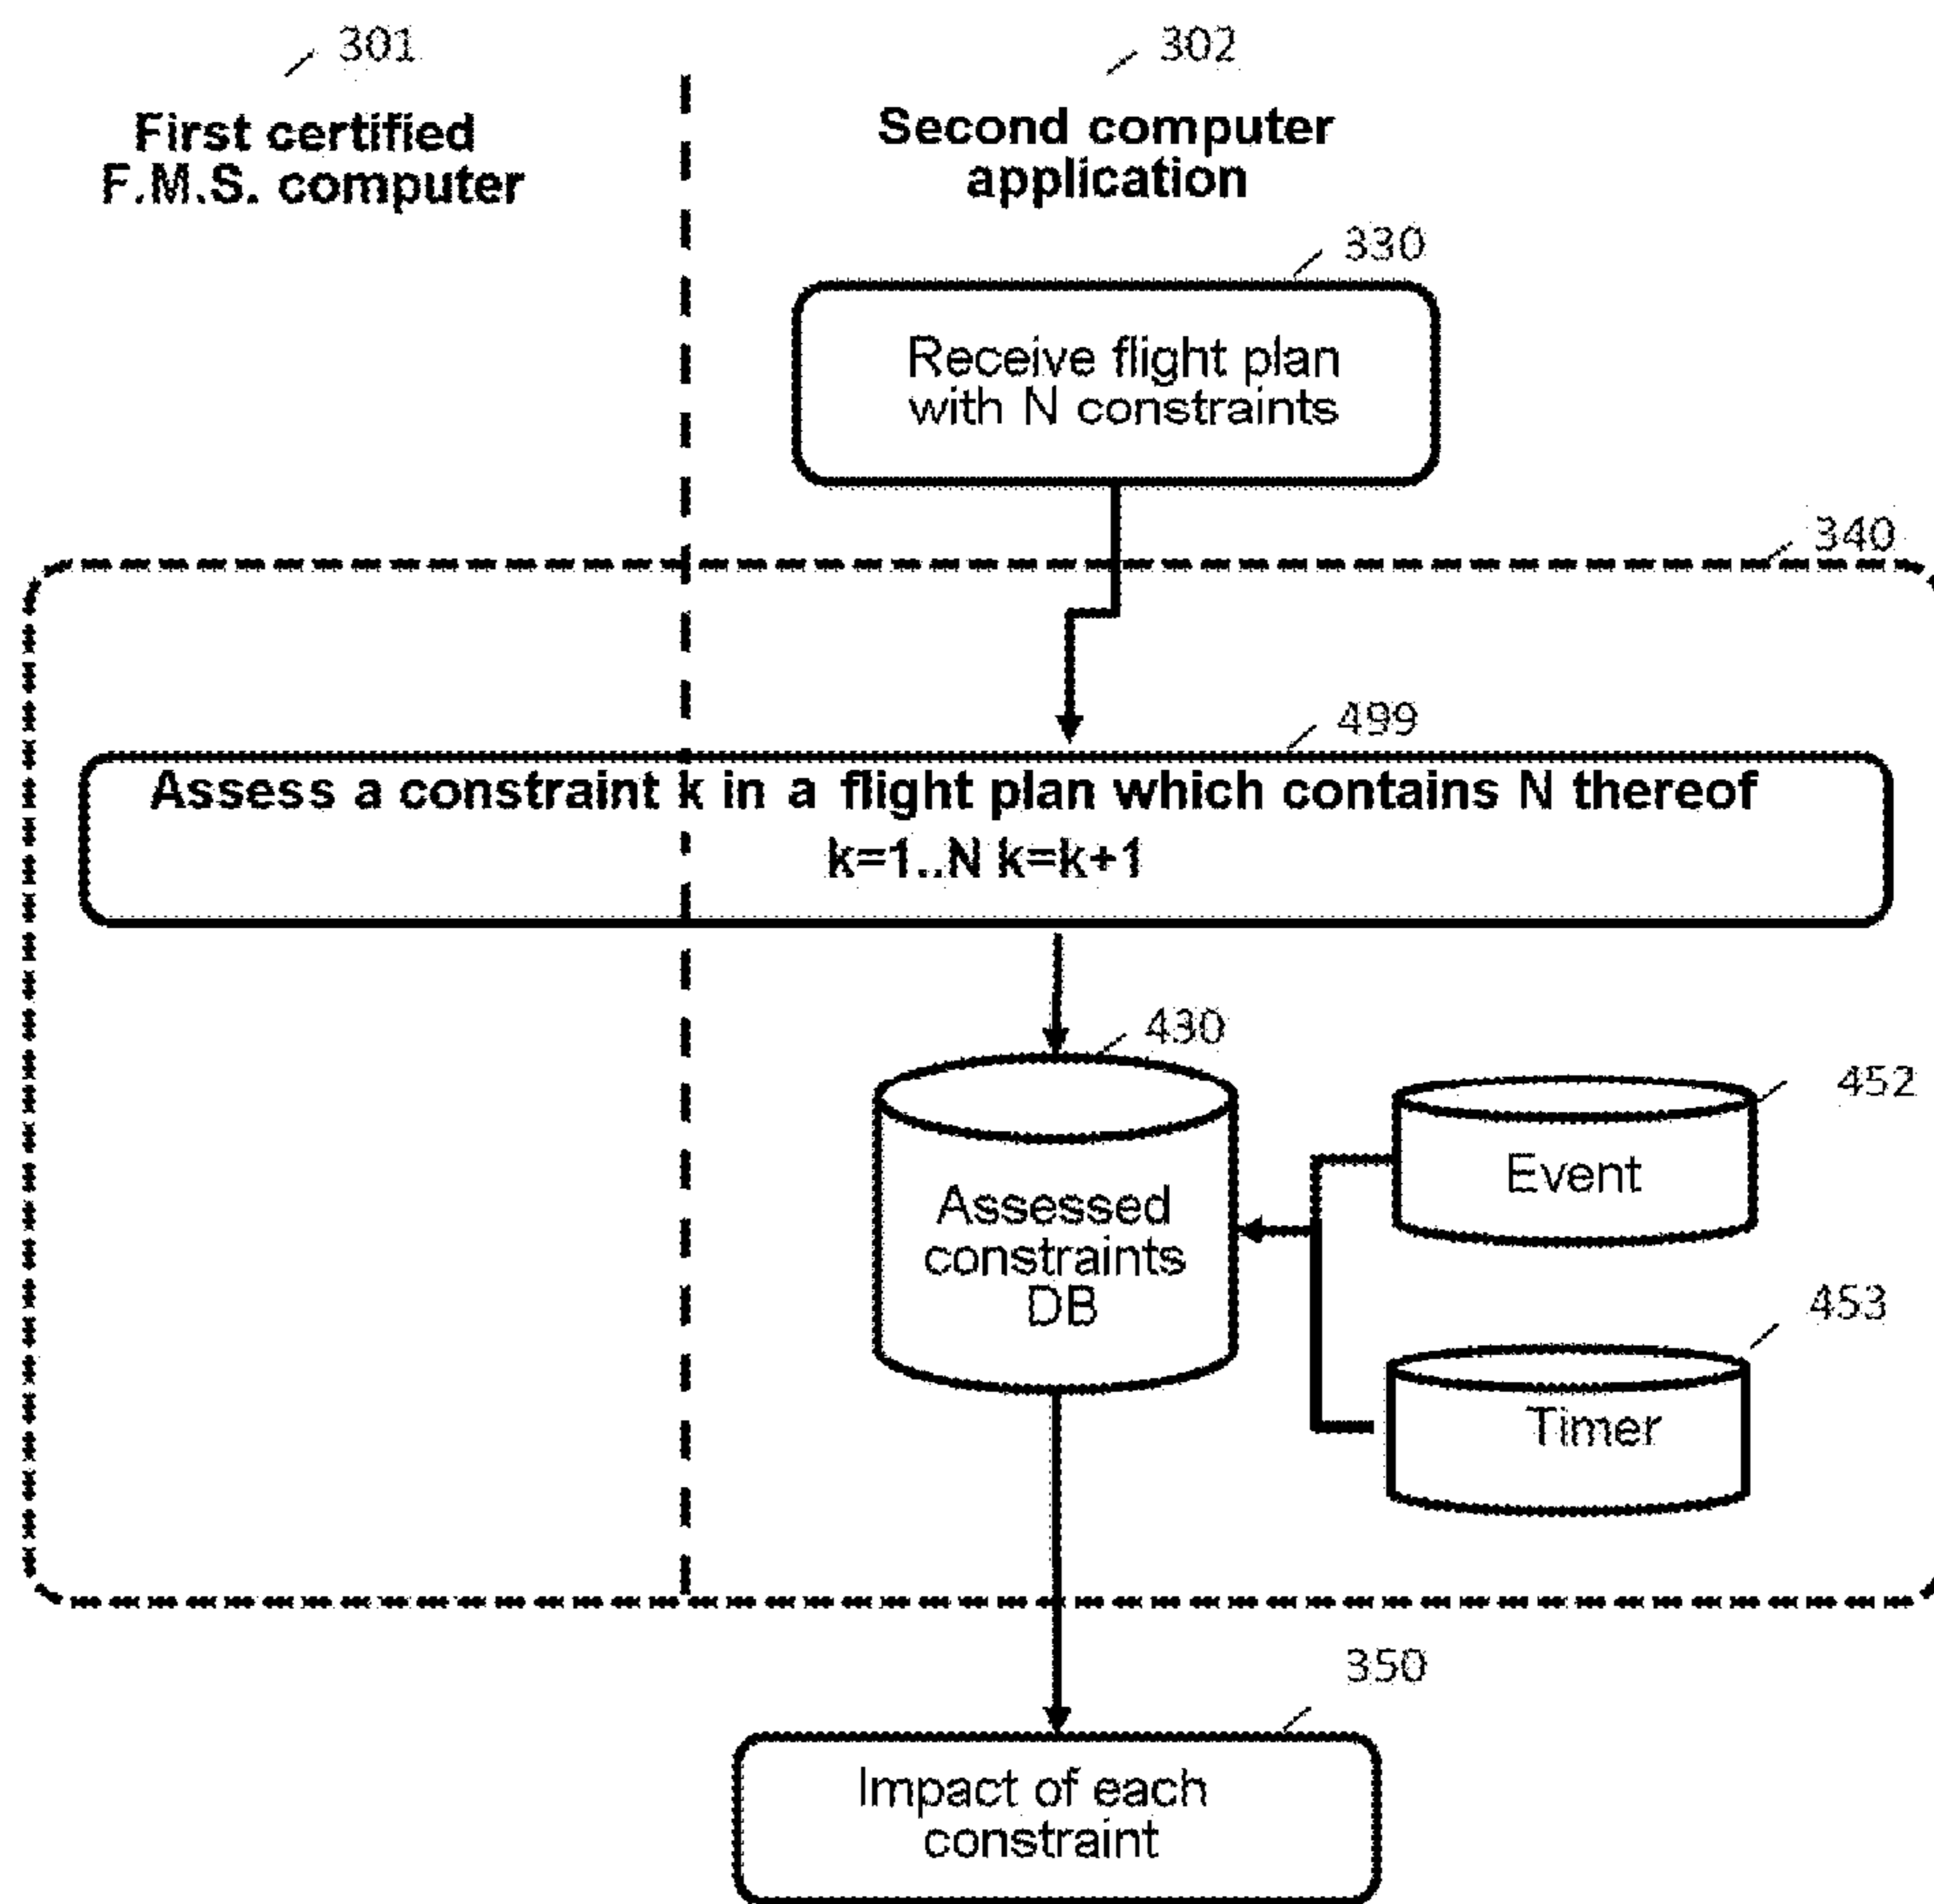 301
First certified
F.M.S. computer
302
Second computer
application
330
Receive flight plan
with N constraints
340
499
Assess a constraint k in a flight plan which contains N thereof
k=1..N k=k+1
430
Assessed
constraints
DB
452
Event
453
Timer
350
Impact of each
constraint